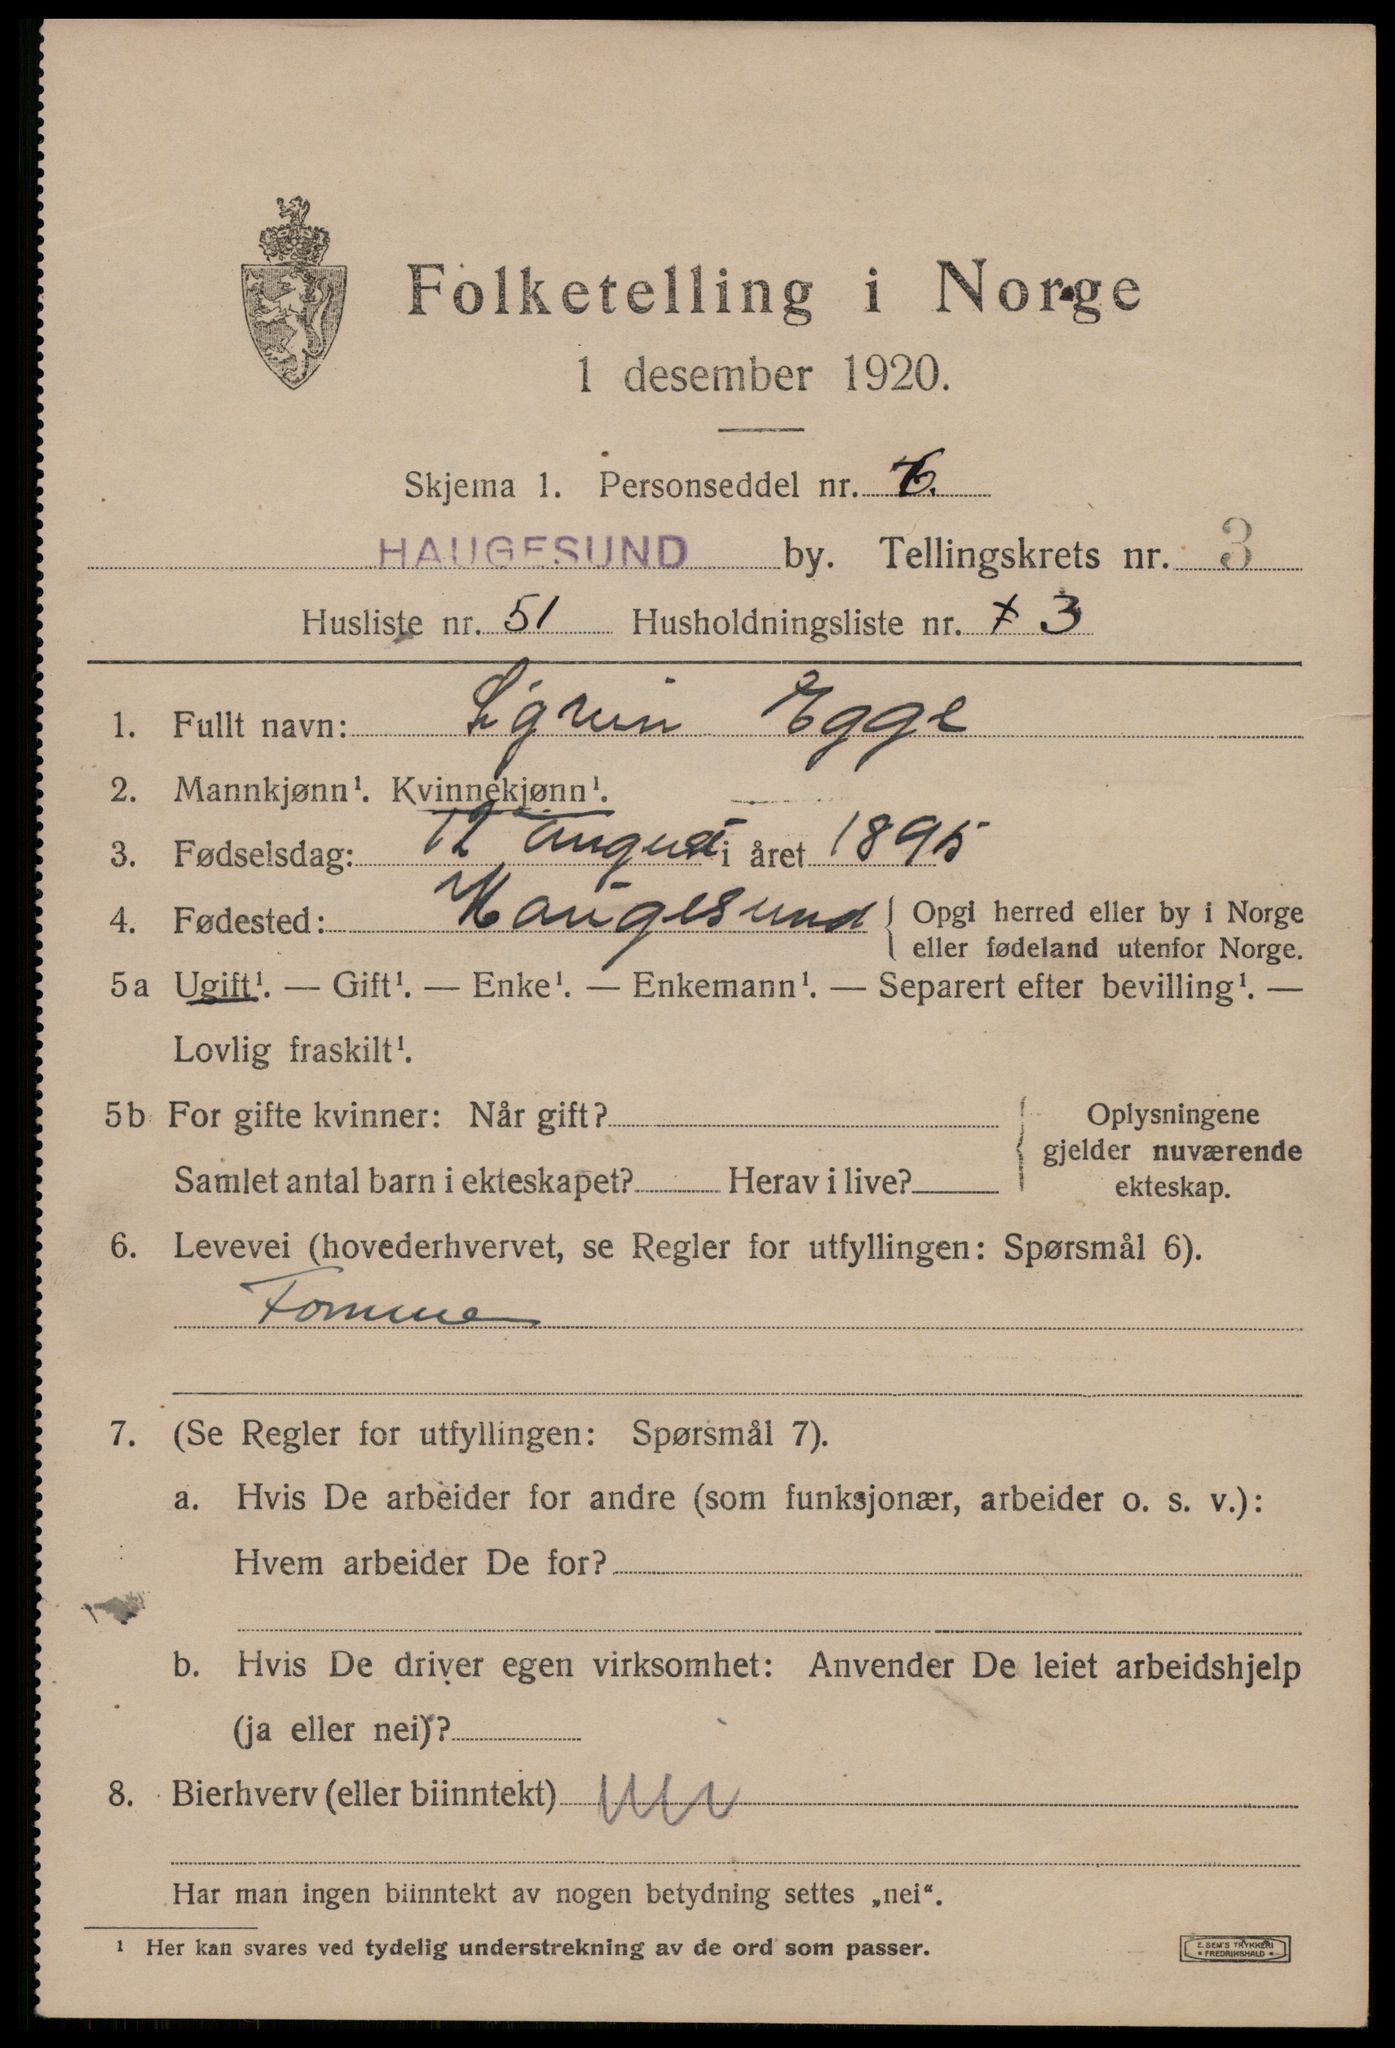 Folketelling i Norge
1 desember 1920.
Skjema 1. Personseddel nr. 6.
HAUGESUND by. Tellingskrets nr. 3
Husliste nr. 51 Husholdningsliste nr. 3
1. Fullt navn: Egge
2. Mannkjønn¹. Kvinnekjønn¹.
3. Fødselsdag: 12 august i året 1895
4. Fødested: Haugesund { Opgi herred eller by i Norge
eller fødeland utenfor Norge.
5a Ugift¹. — Gift¹. — Enke¹. — Enkemann¹. — Separert efter bevilling¹. —
Lovlig fraskilt¹.
5b For gifte kvinner: Når gift? { Oplysningene
gjelder nuværende
Samlet antal barn i ekteskapet? Herav i live? ekteskap.
6. Levevei (hovederhvervet, se Regler for utfyllingen: Spørsmål 6).
7. (Se Regler for utfyllingen: Spørsmål 7).
a. Hvis De arbeider for andre (som funksjonær, arbeider o. s. v.):
Hvem arbeider De for?
b. Hvis De driver egen virksomhet: Anvender De leiet arbeidshjelp
(ja eller nei)?
8. Bierhverv (eller biinntekt) nei
Har man ingen biinntekt av nogen betydning settes „nei“.
¹ Her kan svares ved tydelig understrekning av de ord som passer.
E. SEM'S TRYKKERI
* FREDRIKSHALD *